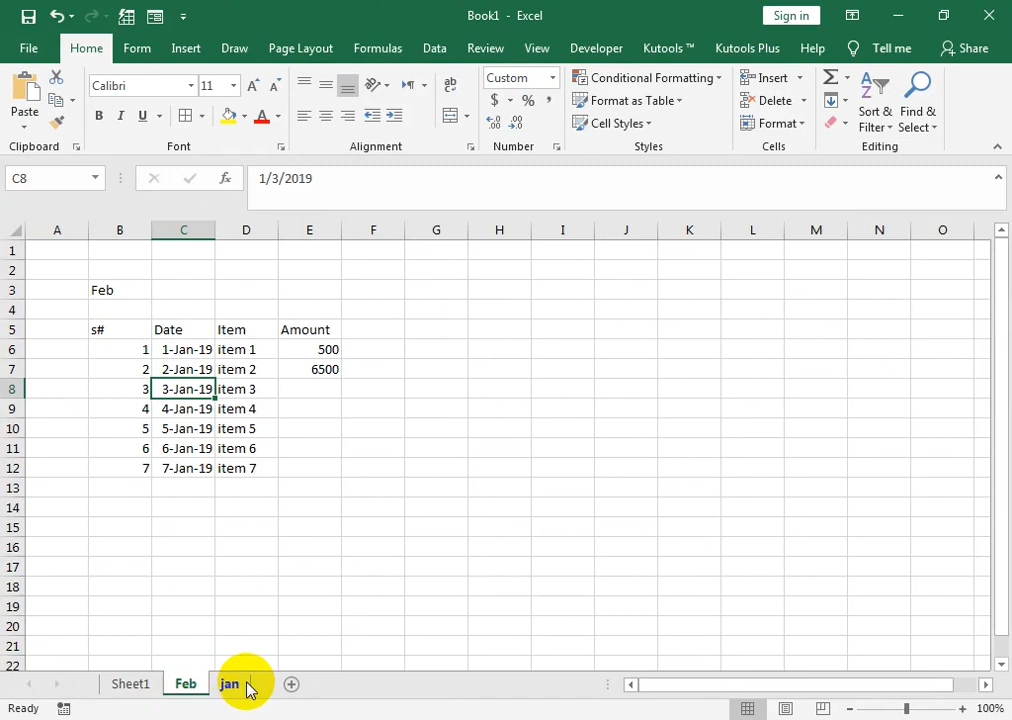 Book1 - Excel
Sign in
File Home Form Insert Draw Page Layout Formulas Data Review View Developer Kutools ™ Kutools Plus Help Tell me Share
Paste
Calibri 11
B I U
Custom
$ % ,
Conditional Formatting
Format as Table
Cell Styles
Insert
Delete
Format
Sort & Filter
Find & Select
Clipboard Font Alignment Number Styles Cells Editing
C8 fx 1/3/2019
A B C D E F G H I J K L M N O
1
2
3 Feb
4
5 s# Date Item Amount
6 1 1-Jan-19 item 1 500
7 2 2-Jan-19 item 2 6500
8 3 3-Jan-19 item 3
9 4 4-Jan-19 item 4
10 5 5-Jan-19 item 5
11 6 6-Jan-19 item 6
12 7 7-Jan-19 item 7
13
14
15
16
17
18
19
20
21
22
Sheet1 Feb jan
Ready 100%